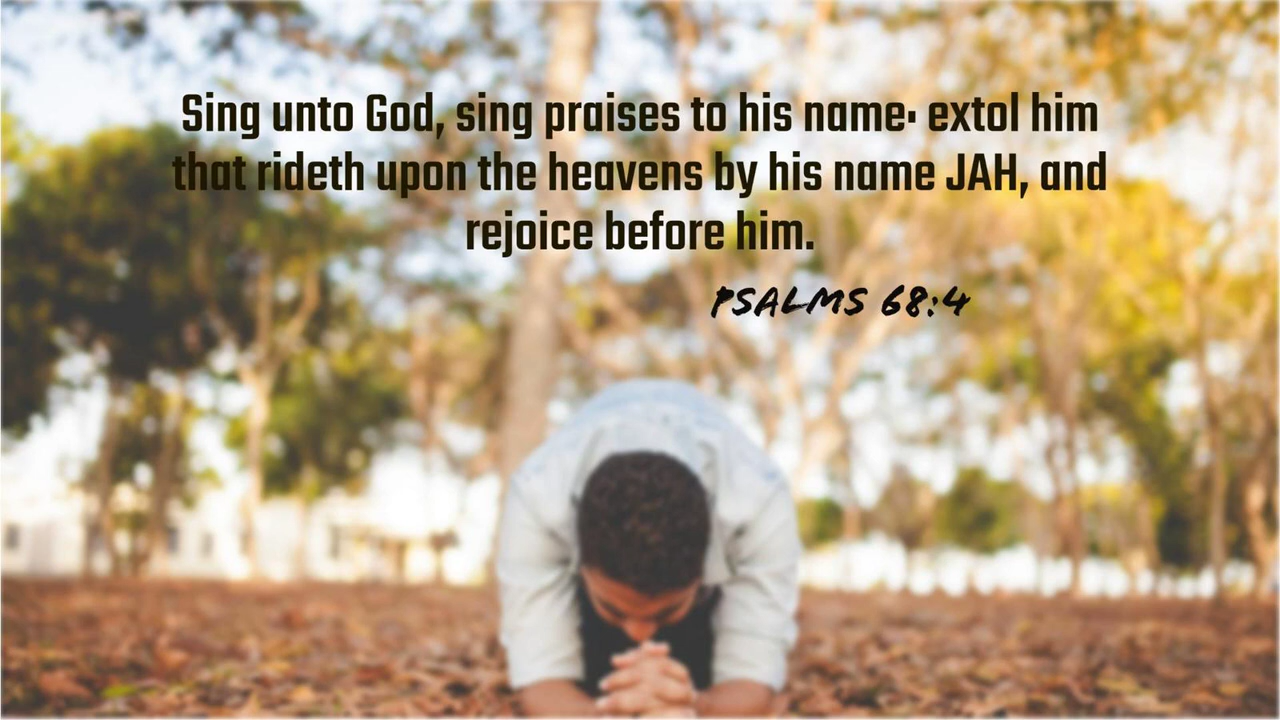 Sing unto God, sing praises to his name· extol him
that rideth upon the heavens by his name JAH, and
rejoice before him.
PSALMS 68:4